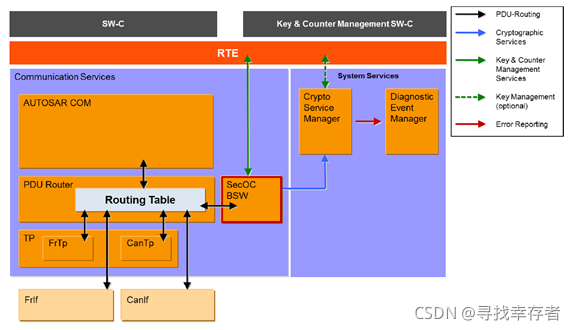 SW-C
Key & Counter Management SW-C
RTE
Communication Services
System Services
AUTOSAR COM
Crypto
Service
Manager
Diagnostic
Event
Manager
PDU Router
Routing Table
SecOC
BSW
TP
FrTp
CanTp
FrIf
CanIf
PDU-Routing
Cryptographic
Services
Key & Counter
Management
Services
Key Management
(optional)
Error Reporting
CSDN @寻找幸存者